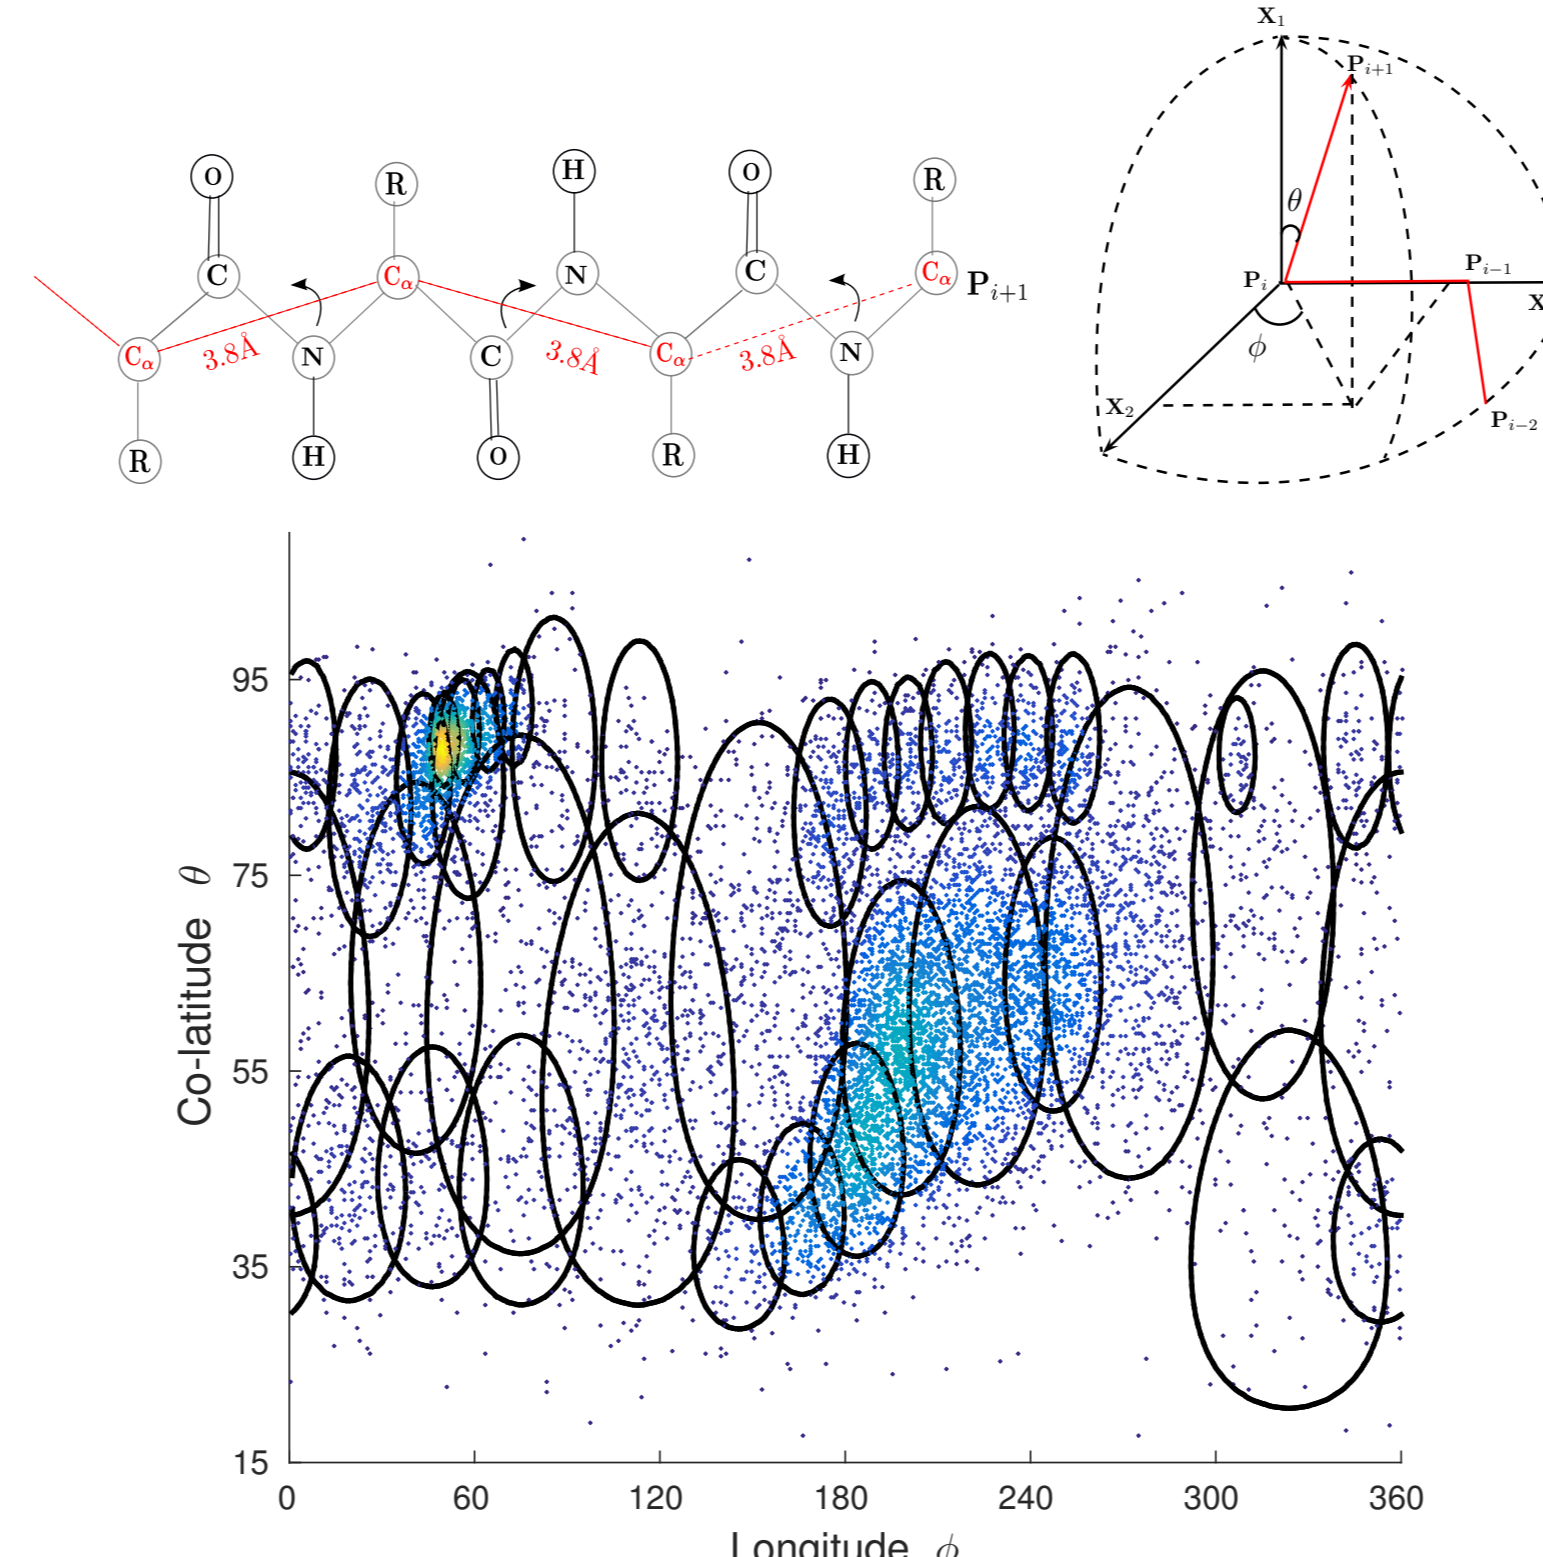 O R H O R
C Cα N C Cα P_{i+1}
Cα 3.8Å N C 3.8Å Cα 3.8Å N
R H O R H
X₁
P_{i+1}
θ
P_i P_{i−1}
X
ϕ
X₂
P_{i−2}
95
75
55
35
15
Co-latitude θ
0 60 120 180 240 300 360
Longitude ϕ